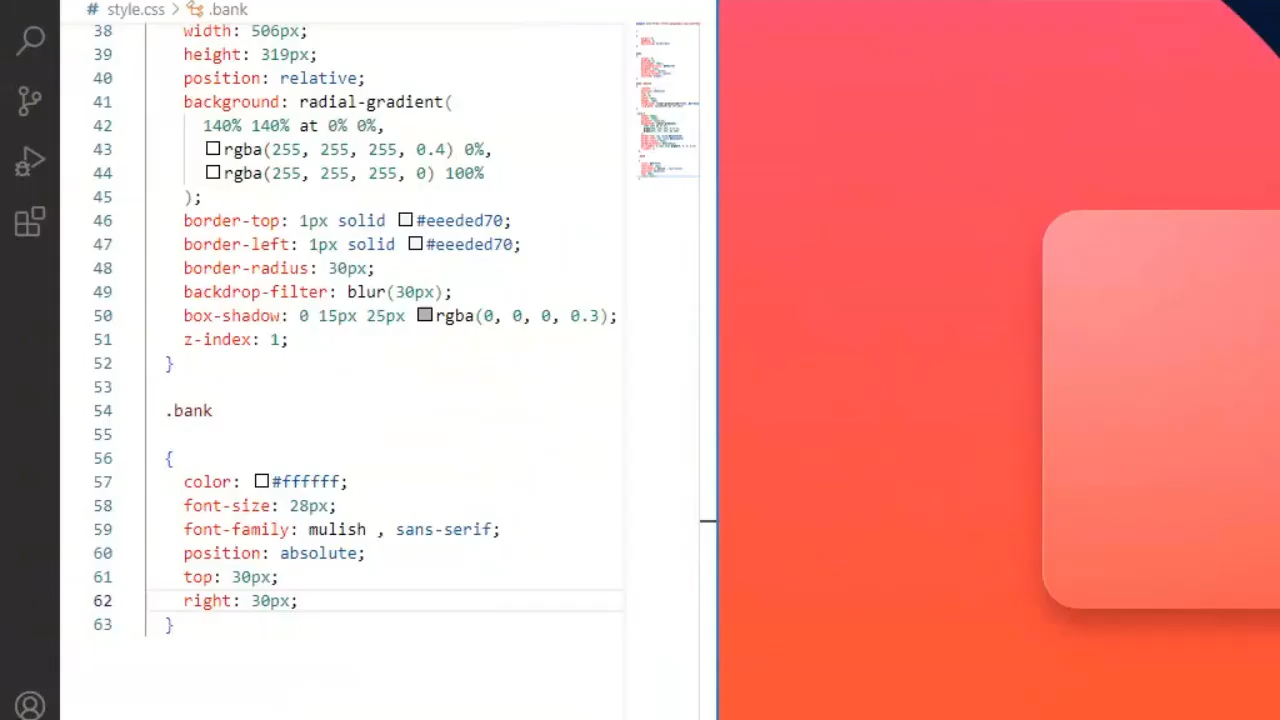 # style.css > .bank
38 width: 506px;
39 height: 319px;
40 position: relative;
41 background: radial-gradient(
42 140% 140% at 0% 0%,
43 rgba(255, 255, 255, 0.4) 0%,
44 rgba(255, 255, 255, 0) 100%
45 );
46 border-top: 1px solid #eeeded70;
47 border-left: 1px solid #eeeded70;
48 border-radius: 30px;
49 backdrop-filter: blur(30px);
50 box-shadow: 0 15px 25px rgba(0, 0, 0, 0.3);
51 z-index: 1;
52 }
53
54 .bank
55
56 {
57 color: #ffffff;
58 font-size: 28px;
59 font-family: mulish , sans-serif;
60 position: absolute;
61 top: 30px;
62 right: 30px;
63 }